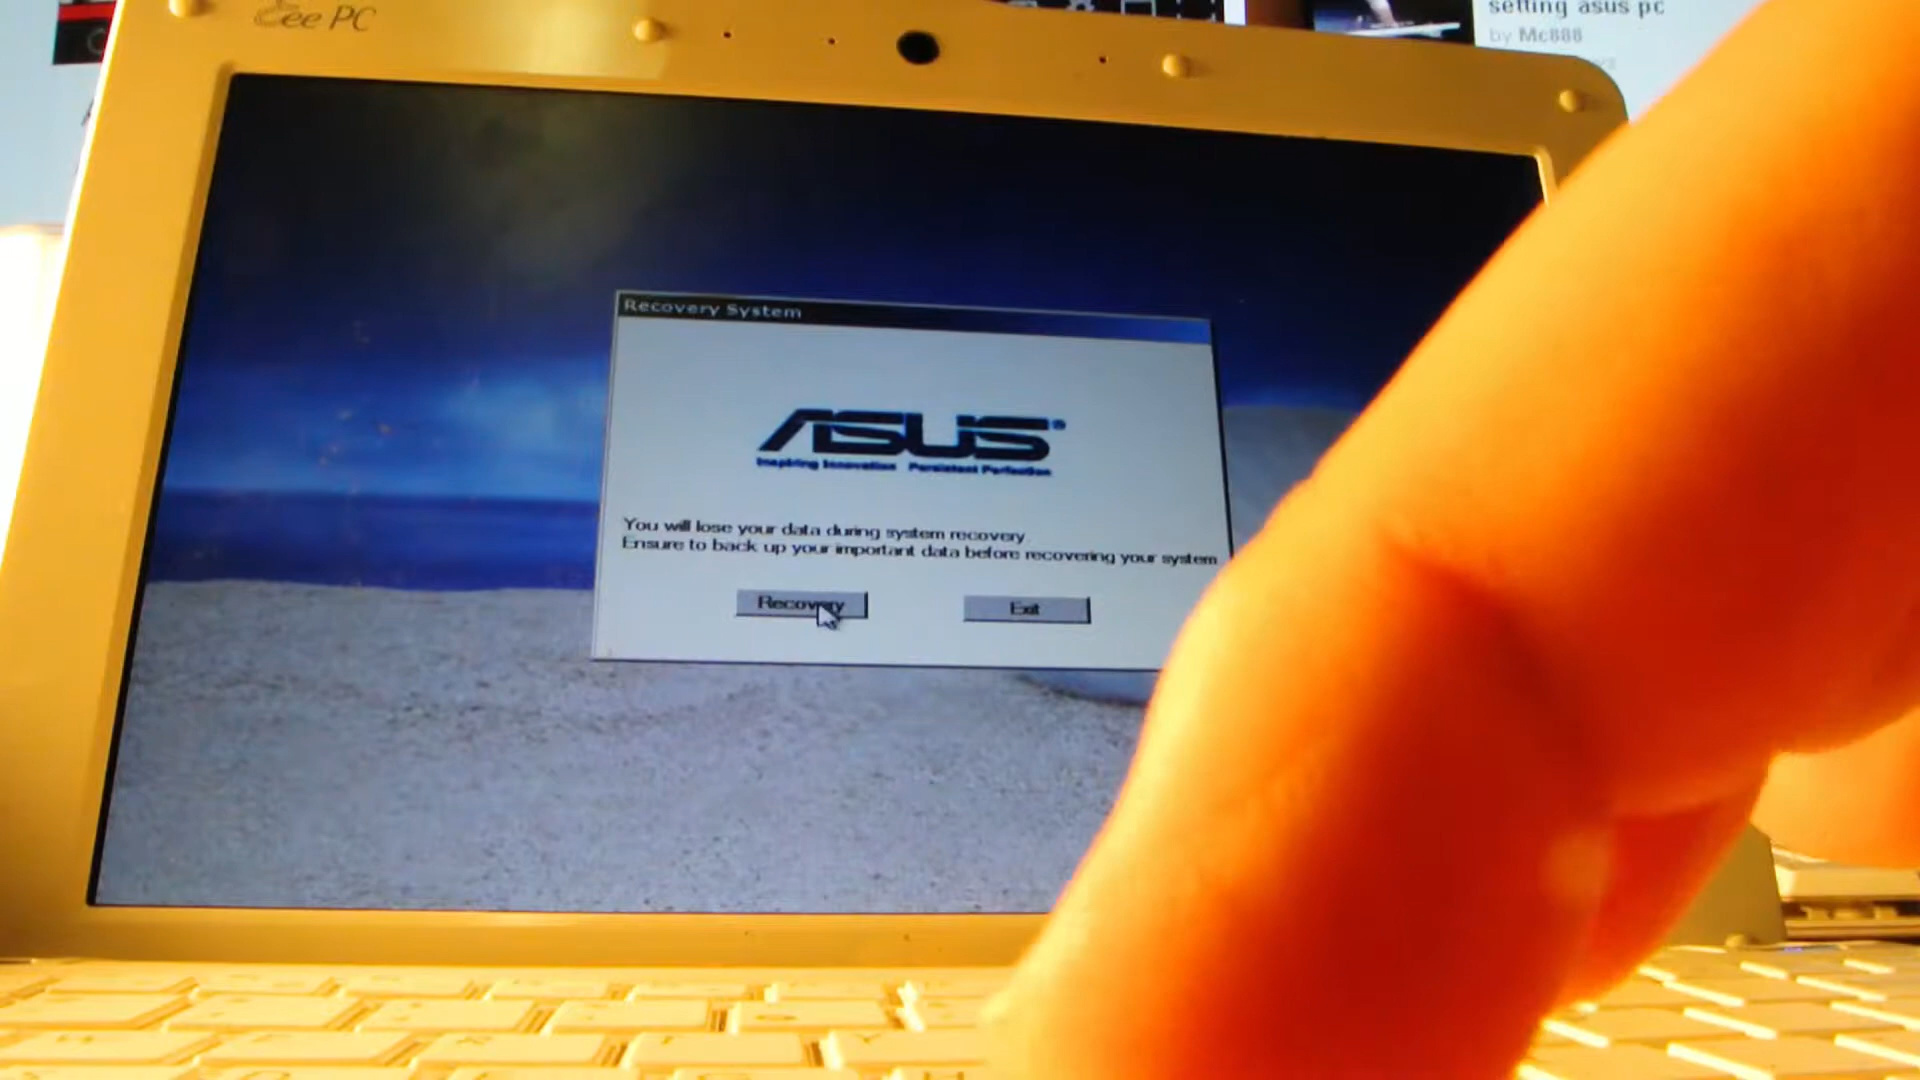 Eee PC
setting asus pc
by Mc888
Recovery System
ASUS®
Inspiring Innovation Persistent Perfection
You will lose your data during system recovery.
Ensure to back up your important data before recovering your system.
Recovery
Exit